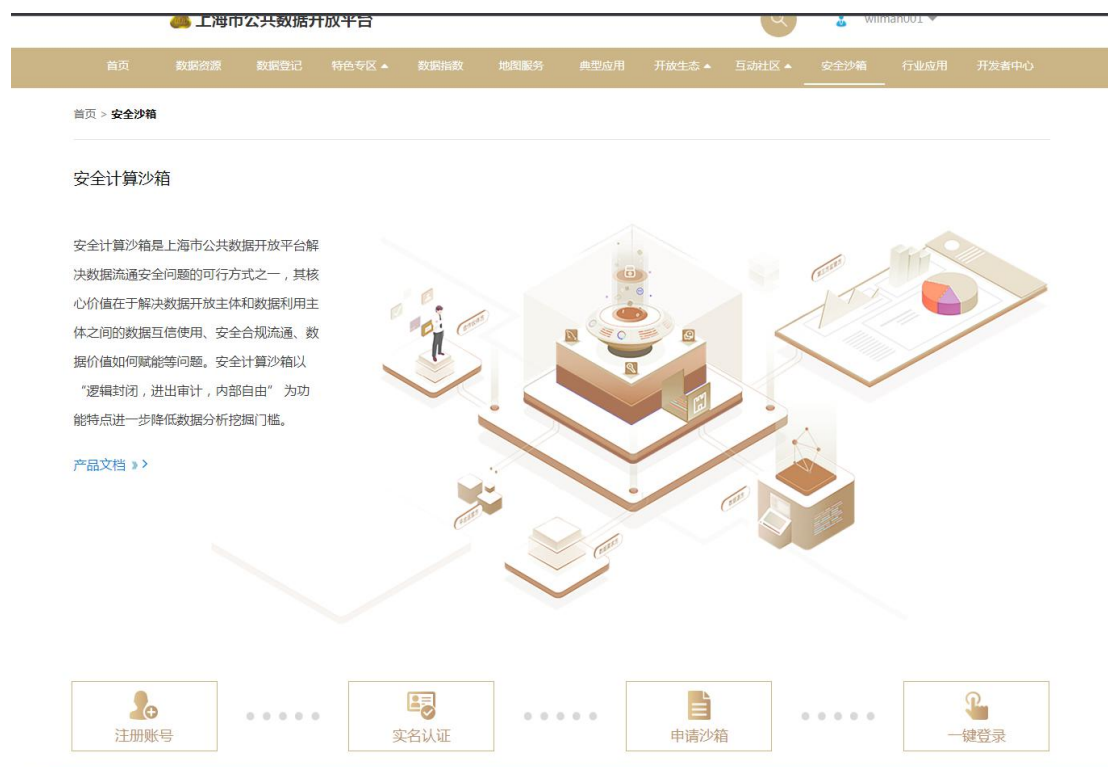 上海市公共数据开放平台
wilman001
首页 数据资源 数据登记 特色专区 数据指数 地图服务 典型应用 开放生态 互动社区 安全沙箱 行业应用 开发者中心
首页 > 安全沙箱
安全计算沙箱
安全计算沙箱是上海市公共数据开放平台解
决数据流通安全问题的可行方式之一，其核
心价值在于解决数据开放主体和数据利用主
体之间的数据互信使用、安全合规流通、数
据价值如何赋能等问题。安全计算沙箱以
“逻辑封闭，进出审计，内部自由” 为功
能特点进一步降低数据分析挖掘门槛。
产品文档
注册账号 实名认证 申请沙箱 一键登录